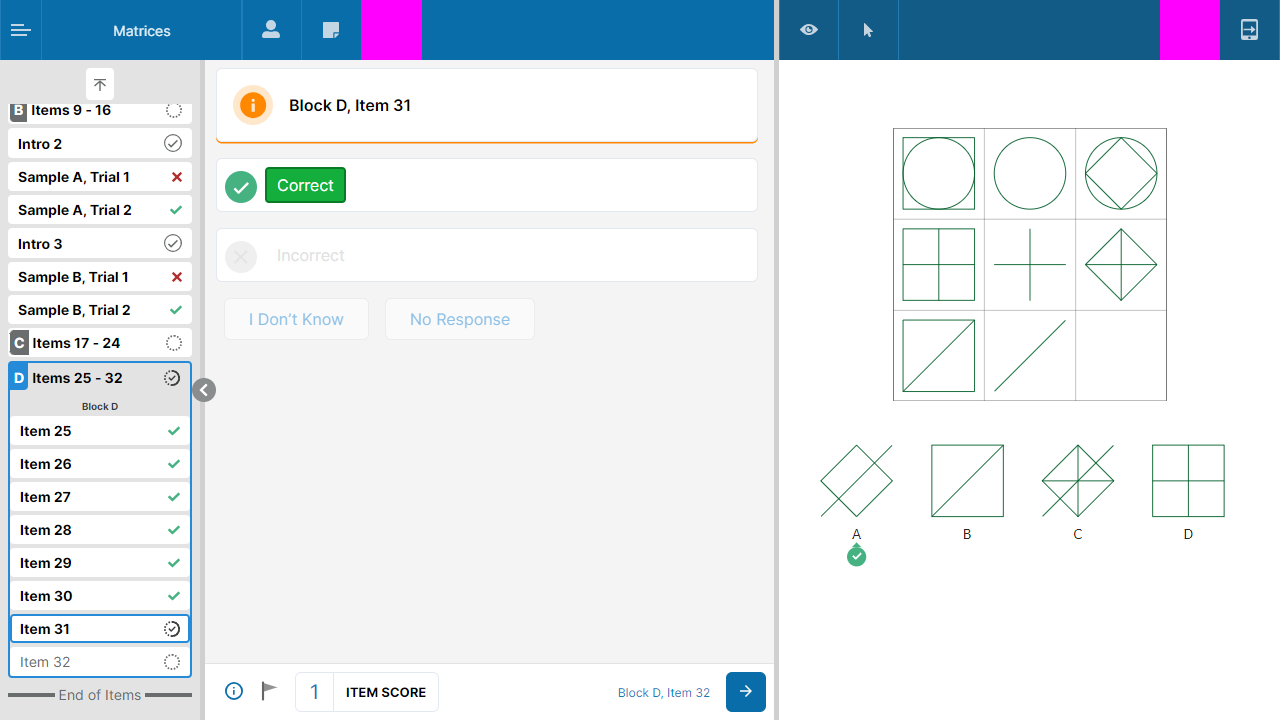 Matrices
B Items 9 - 16
Intro 2
Sample A, Trial 1
Sample A, Trial 2
Intro 3
Sample B, Trial 1
Sample B, Trial 2
C Items 17 - 24
D Items 25 - 32
Block D
Item 25
Item 26
Item 27
Item 28
Item 29
Item 30
Item 31
Item 32
End of Items
Block D, Item 31
Correct
Incorrect
I Don't Know
No Response
1 ITEM SCORE
Block D, Item 32
A B C D